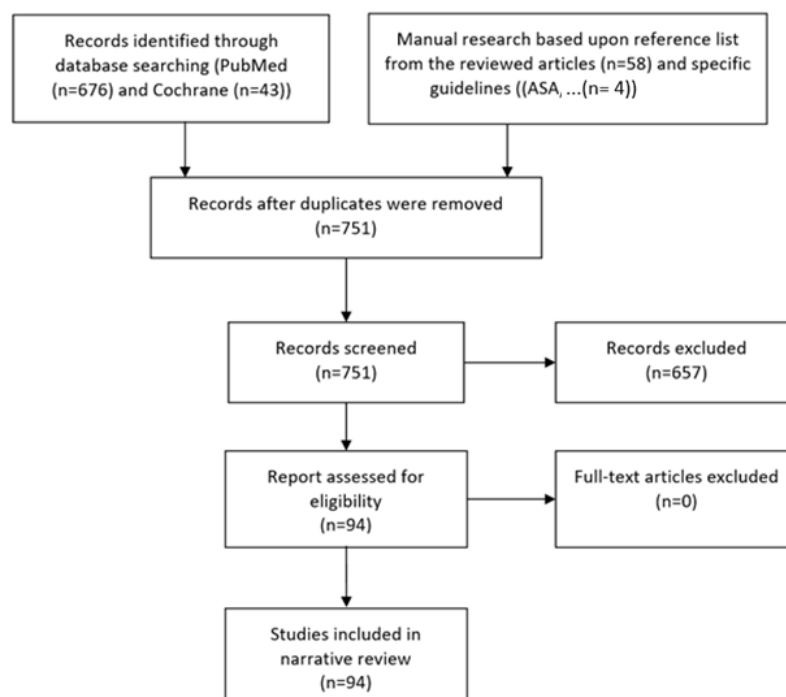 Records identified through
database searching (PubMed
(n=676) and Cochrane (n=43))
Manual research based upon reference list
from the reviewed articles (n=58) and specific
guidelines ((ASA, ...(n= 4))
Records after duplicates were removed
(n=751)
Records screened
(n=751)
Records excluded
(n=657)
Report assessed for
eligibility
(n=94)
Full-text articles excluded
(n=0)
Studies included in
narrative review
(n=94)